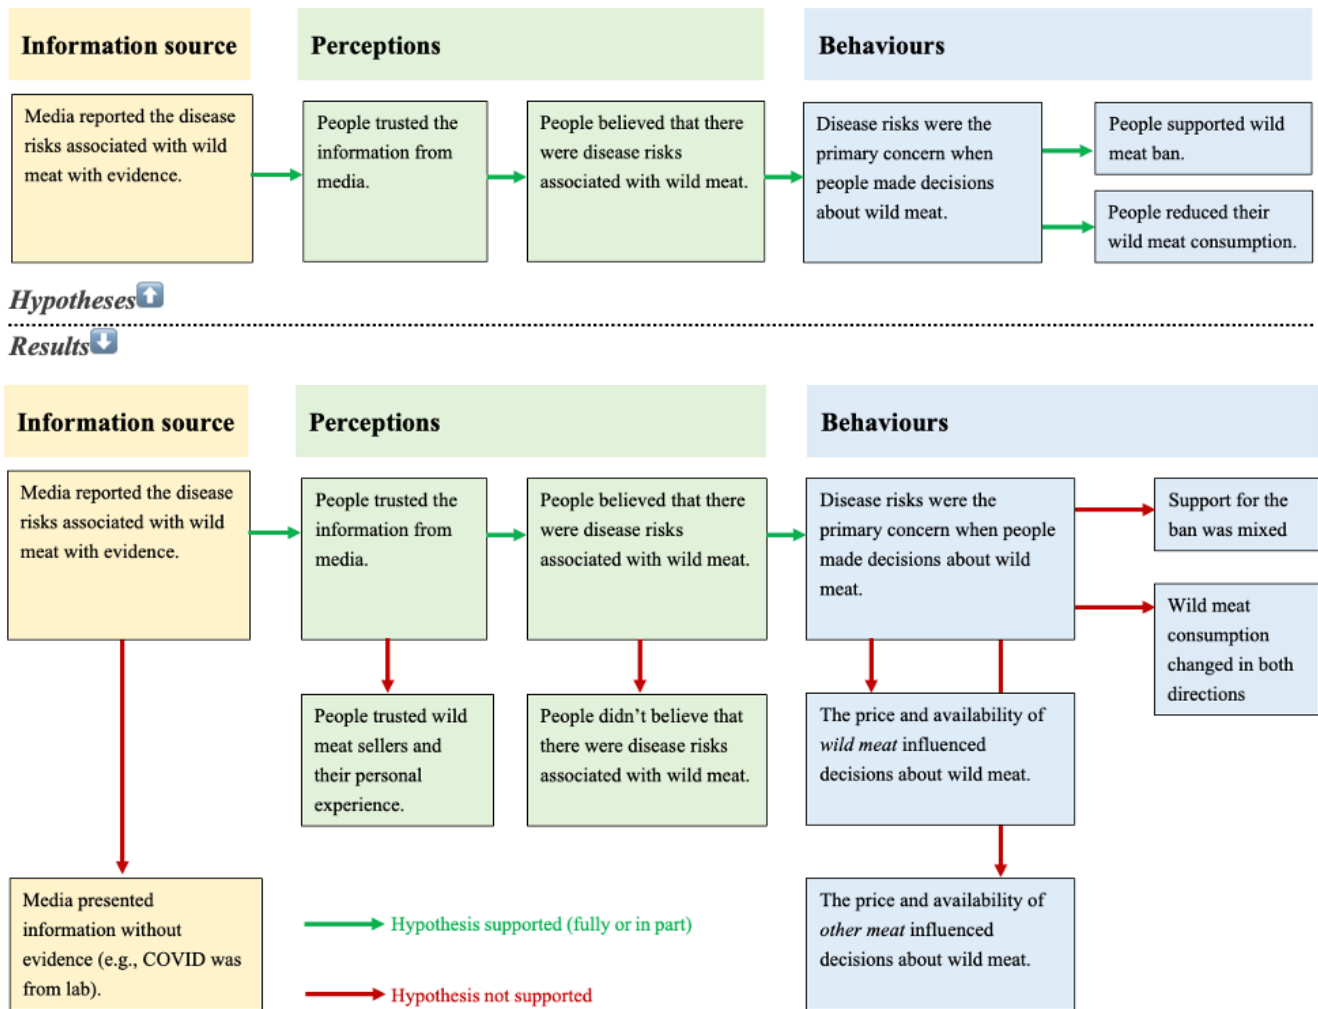 Information source
Perceptions
Behaviours
Media reported the disease
risks associated with wild
meat with evidence.
People trusted the
information from
media.
People believed that there
were disease risks
associated with wild meat.
Disease risks were the
primary concern when
people made decisions
about wild meat.
People supported wild
meat ban.
People reduced their
wild meat consumption.
Hypotheses
Results
Information source
Perceptions
Behaviours
Media reported the disease
risks associated with wild
meat with evidence.
People trusted the
information from
media.
People believed that there
were disease risks
associated with wild meat.
Disease risks were the
primary concern when people
made decisions about wild
meat.
Support for the
ban was mixed
Wild meat
consumption
changed in both
directions
People trusted wild
meat sellers and
their personal
experience.
People didn’t believe that
there were disease risks
associated with wild meat.
The price and availability of
wild meat influenced
decisions about wild meat.
Media presented
information without
evidence (e.g., COVID was
from lab).
Hypothesis supported (fully or in part)
Hypothesis not supported
The price and availability of
other meat influenced
decisions about wild meat.